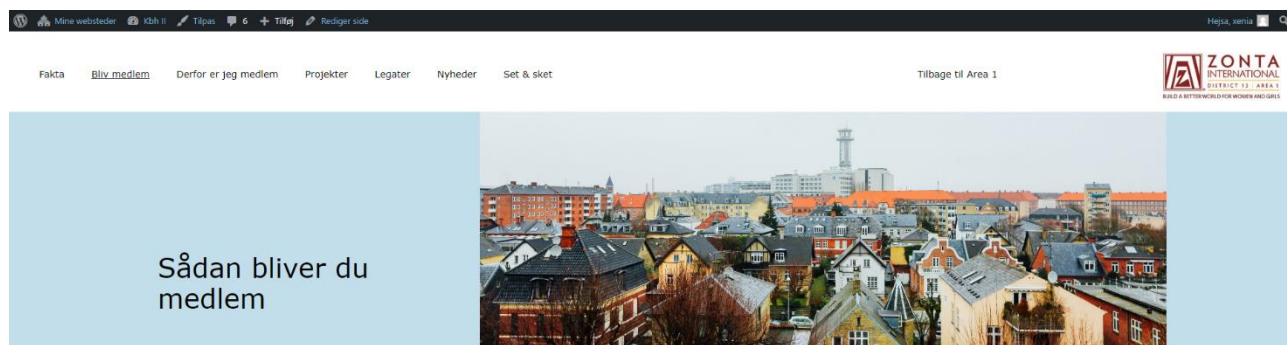 Mine websteder Kbh II Tilpas 6 Tilføj Rediger side Hejsa, xenia
Fakta Bliv medlem Derfor er jeg medlem Projekter Legater Nyheder Set & sket Tilbage til Area 1
ZONTA
INTERNATIONAL
DISTRICT 13 | AREA 1
BUILD A BETTER WORLD FOR WOMEN AND GIRLS
Sådan bliver du
medlem